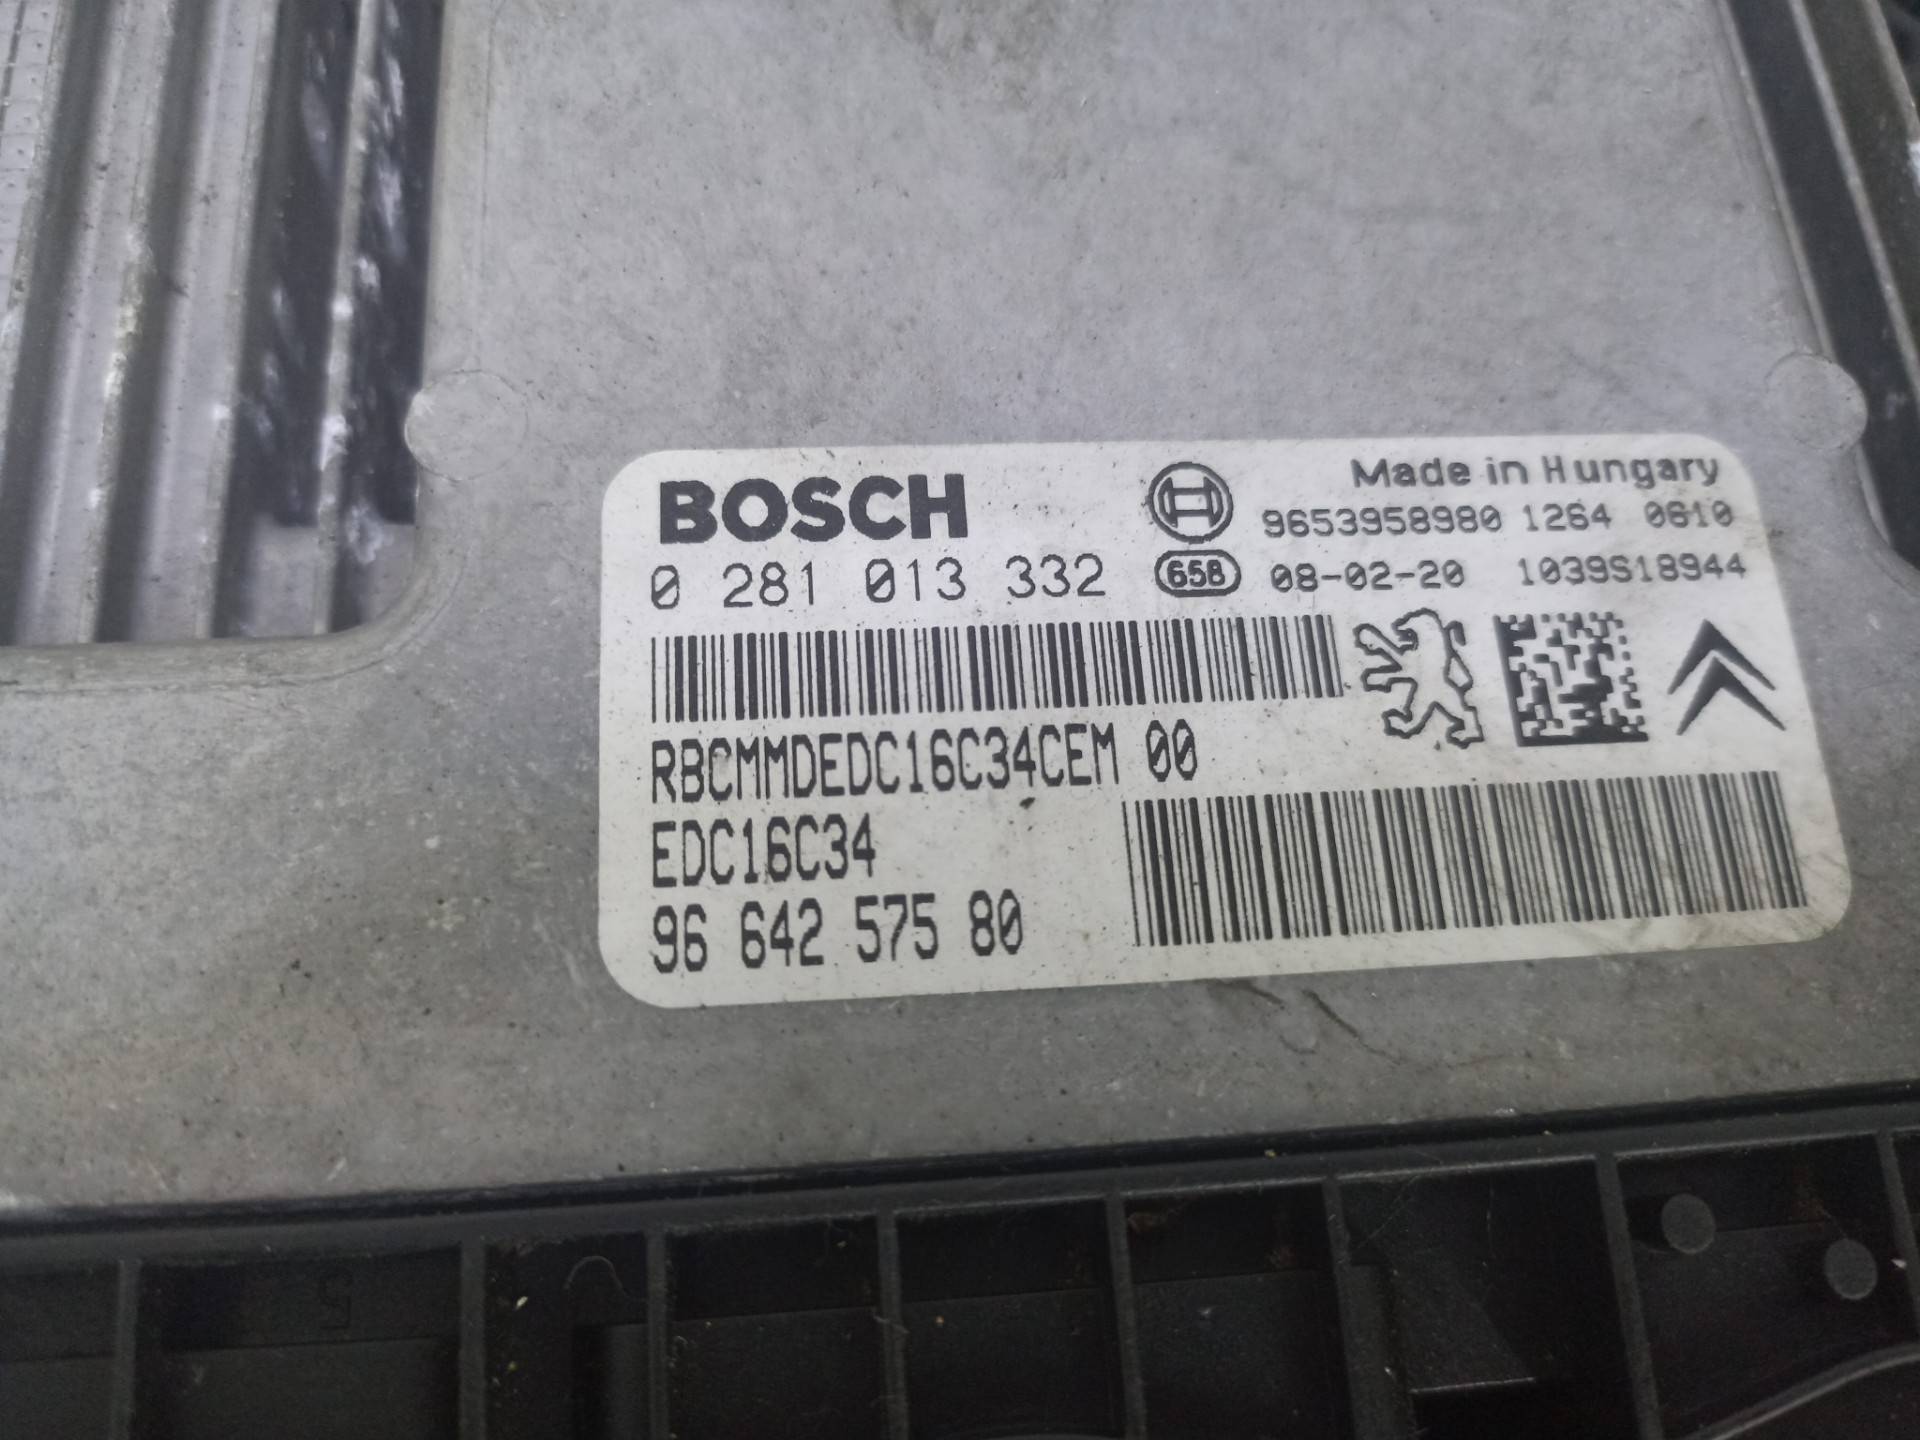 BOSCH
Made in Hungary
9653958980 1264 0610
0 281 013 332
658 08-02-20 1039S18944
RBCMMDEDC16C34CEM 00
EDC16C34
96 642 575 80